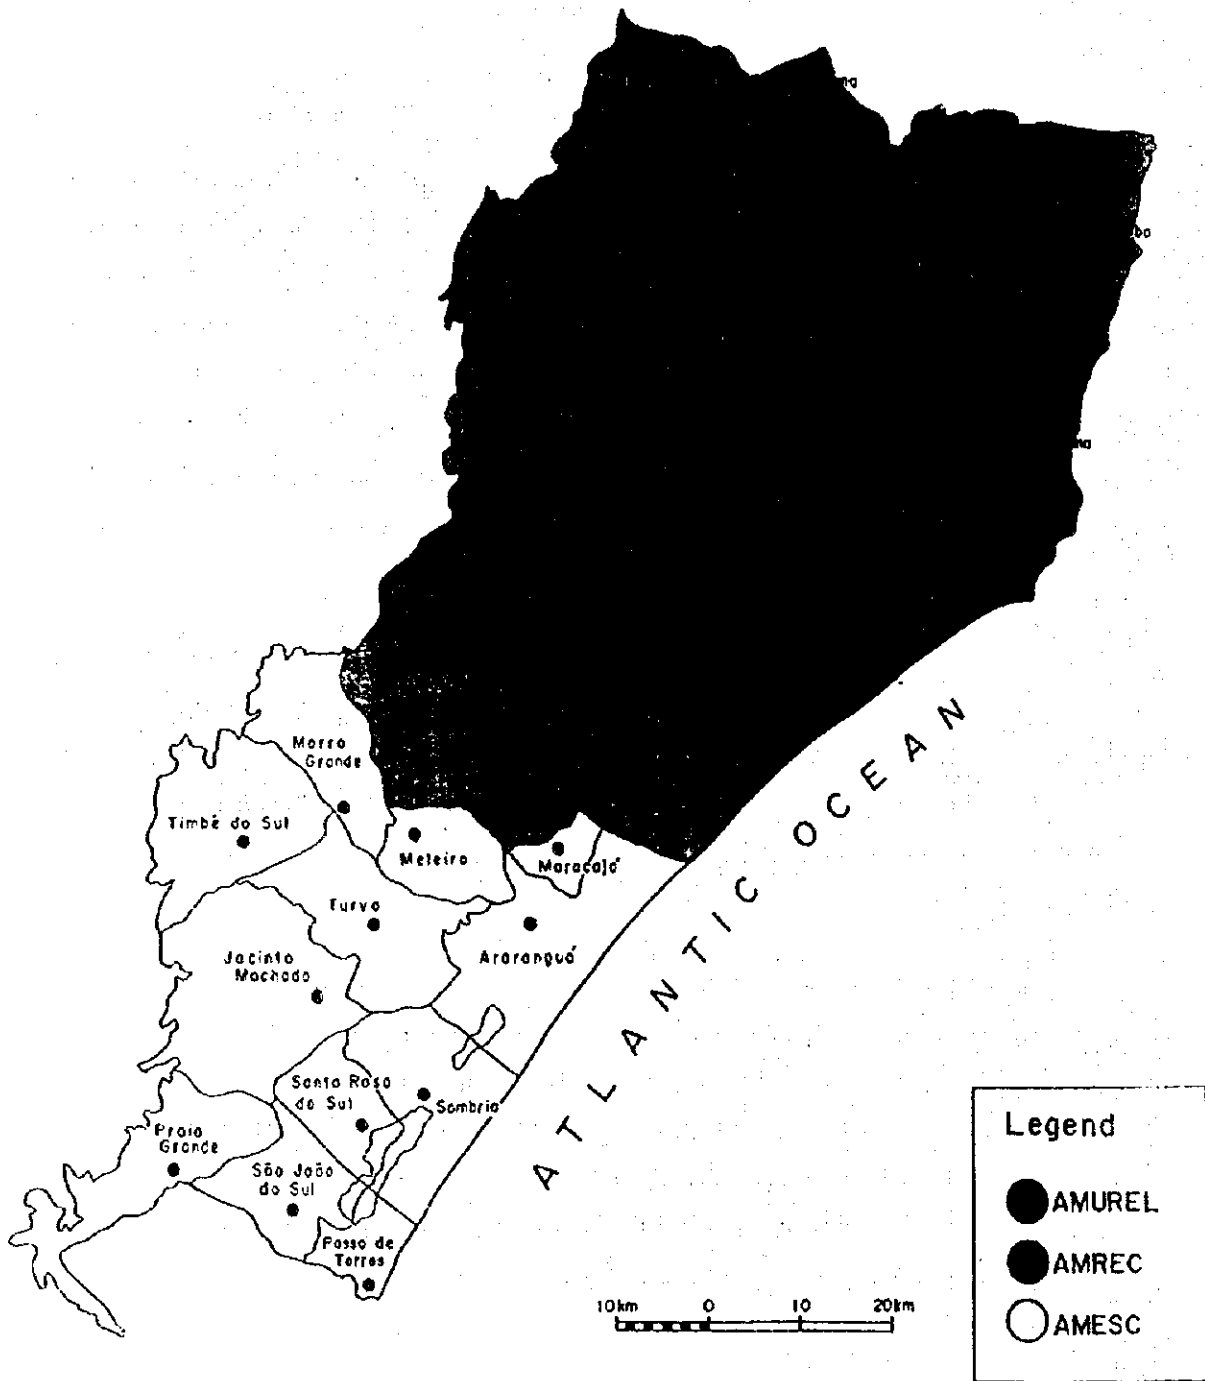 Morro
Grande
Timbé do Sul
Meleiro
Maracajá
Turvo
Araranguá
Jacinto
Machado
Santa Rosa
do Sul
Sombrio
Praia
Grande
São João
do Sul
Passo de
Torres
ATLANTIC OCEAN
Legend
AMUREL
AMREC
AMESC
10km 0 10 20km